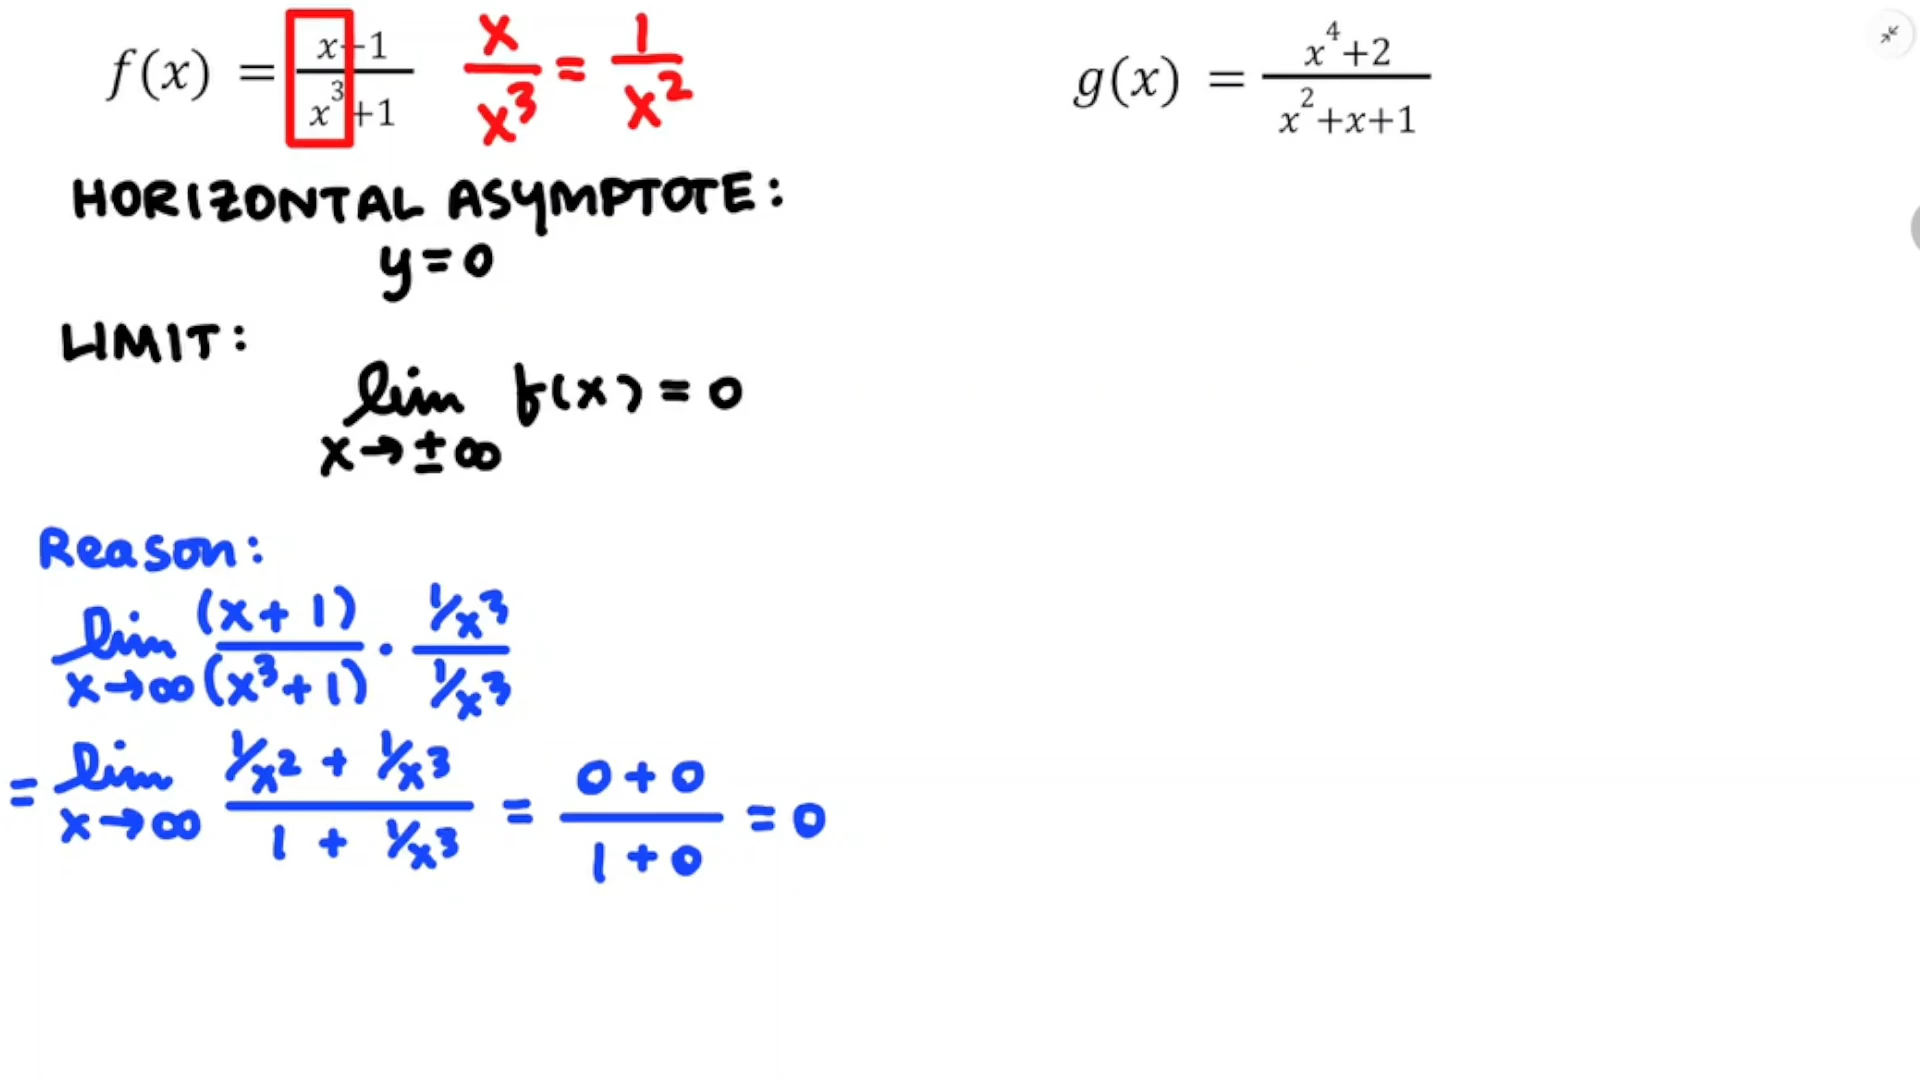 f(x) = x+1 / x³+1   x/x³ = 1/x²
HORIZONTAL ASYMPTOTE:
y=0
LIMIT:
lim x→±∞ f(x) = 0
Reason:
lim x→∞ (x+1)/(x³+1) · (1/x³)/(1/x³)
= lim x→∞ (1/x² + 1/x³)/(1 + 1/x³) = (0+0)/(1+0) = 0
g(x) = x⁴+2 / x²+x+1